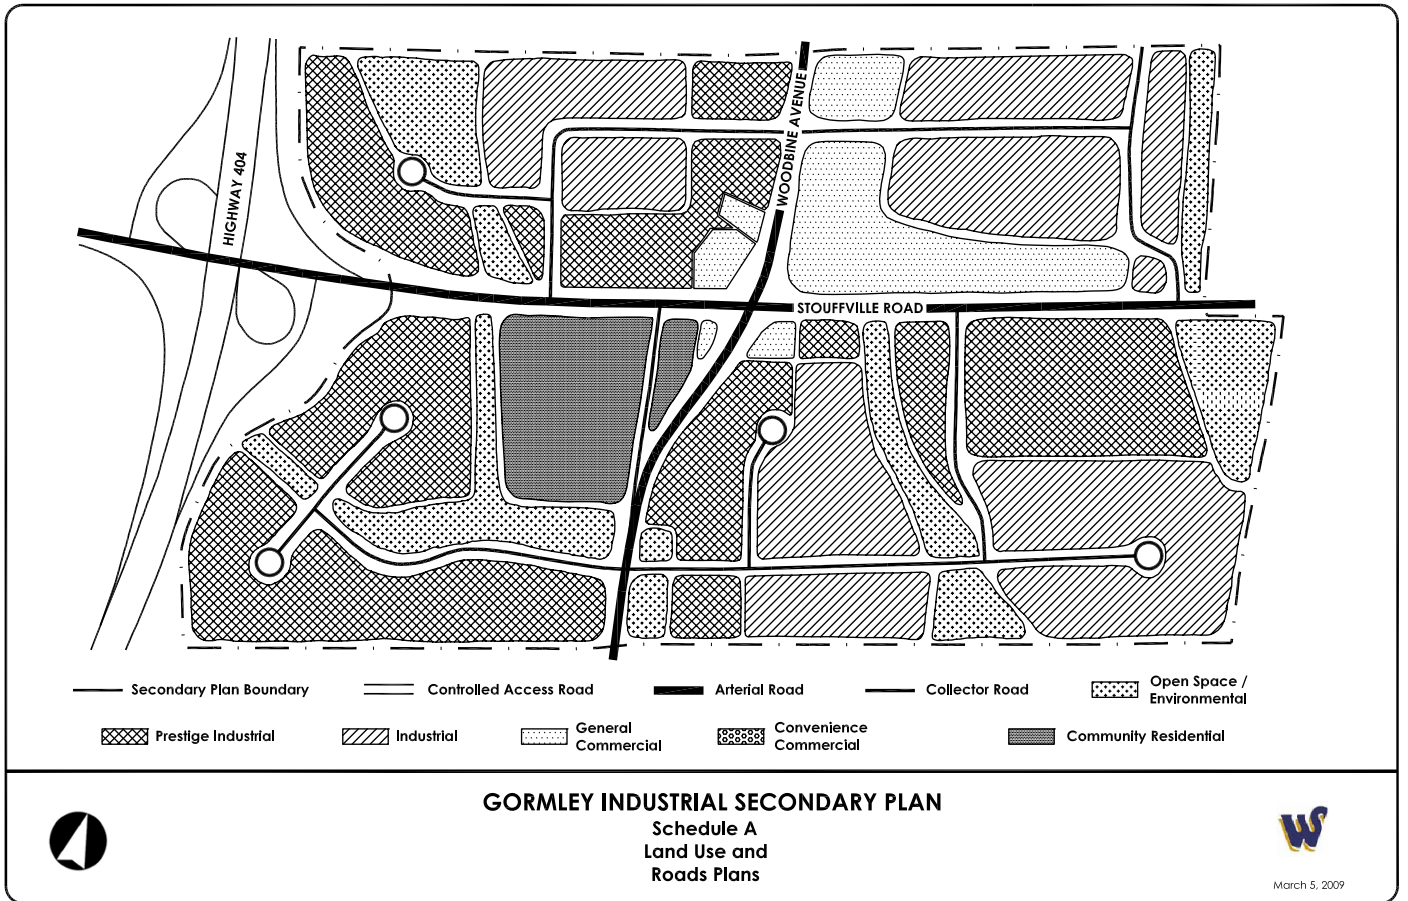 WOODBINE AVENUE
HIGHWAY 404
STOUFFVILLE ROAD
Secondary Plan Boundary
Controlled Access Road
Arterial Road
Collector Road
Open Space /
Environmental
Prestige Industrial
Industrial
General
Commercial
Convenience
Commercial
Community Residential
GORMLEY INDUSTRIAL SECONDARY PLAN
Schedule A
Land Use and
Roads Plans
WS
March 5, 2009